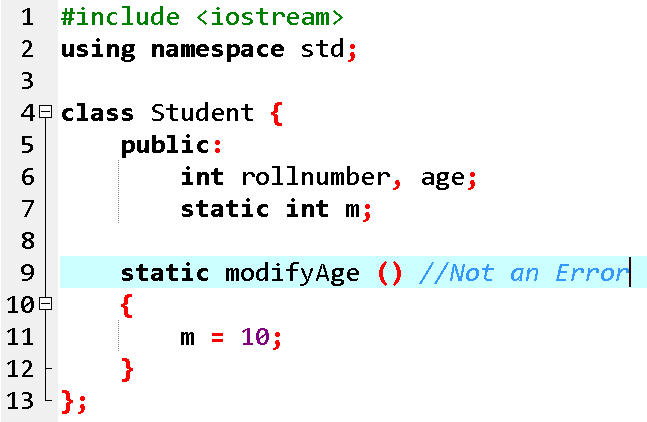 1 #include <iostream>
2 using namespace std;
3
4 class Student {
5     public:
6         int rollnumber, age;
7         static int m;
8
9     static modifyAge () //Not an Error
10     {
11         m = 10;
12     }
13 };